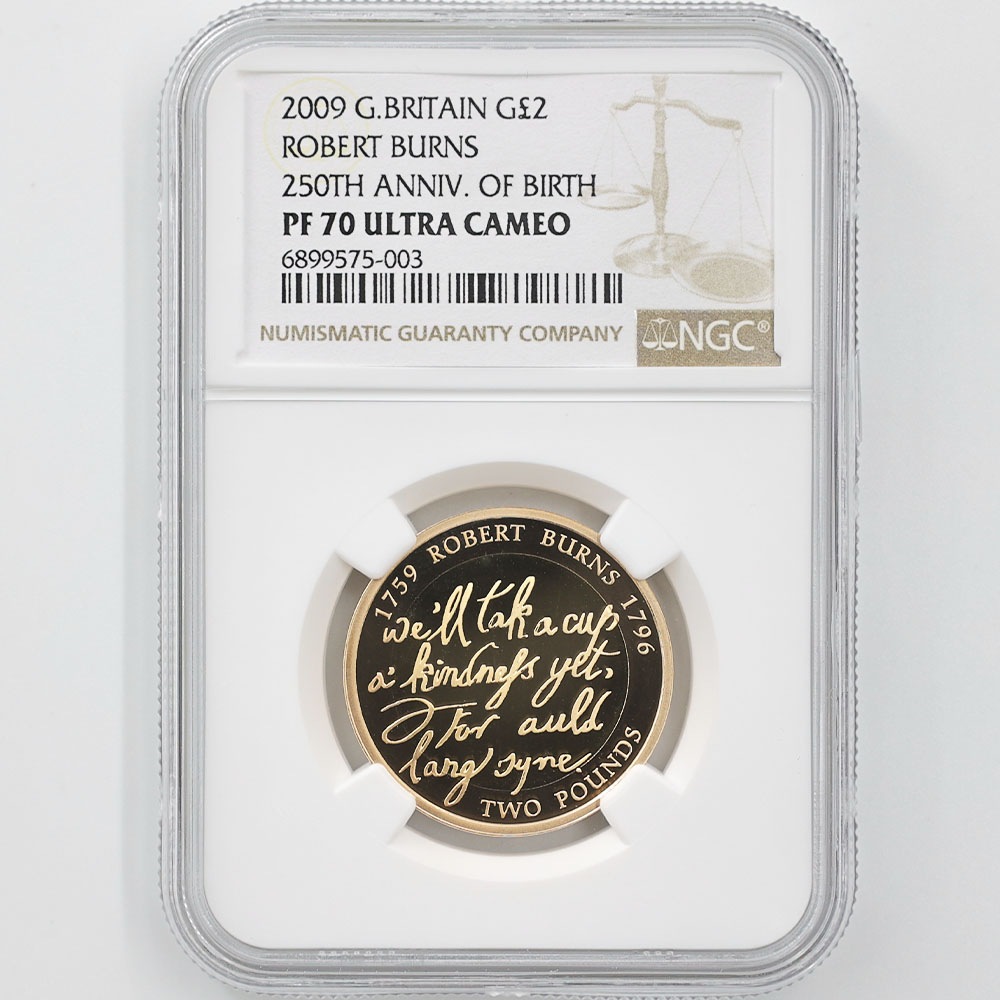 2009 G.BRITAIN G£2
ROBERT BURNS
250TH ANNIV. OF BIRTH
PF 70 ULTRA CAMEO
6899575-003
NUMISMATIC GUARANTY COMPANY
NGC®
1759 ROBERT BURNS 1796
we'll tak a cup
a' kindneſs yet,
For auld
lang syne.
TWO POUNDS